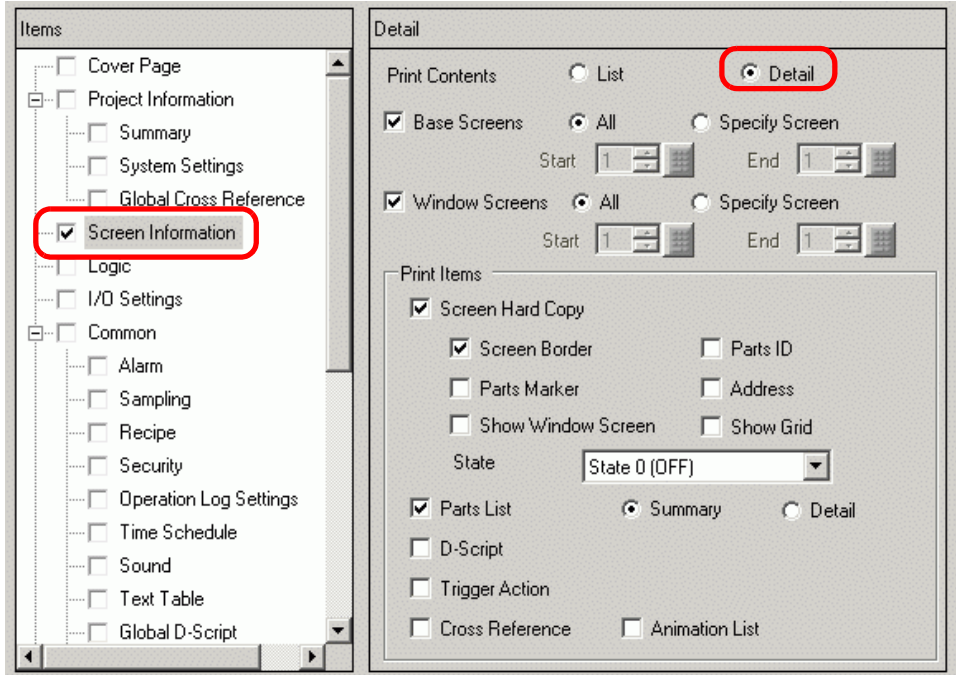 Items
Cover Page
Project Information
Summary
System Settings
Global Cross Reference
Screen Information
Logic
I/O Settings
Common
Alarm
Sampling
Recipe
Security
Operation Log Settings
Time Schedule
Sound
Text Table
Global D-Script
Detail
Print Contents List Detail
Base Screens All Specify Screen
Start 1 End 1
Window Screens All Specify Screen
Start 1 End 1
Print Items
Screen Hard Copy
Screen Border Parts ID
Parts Marker Address
Show Window Screen Show Grid
State State 0 (OFF)
Parts List Summary Detail
D-Script
Trigger Action
Cross Reference Animation List